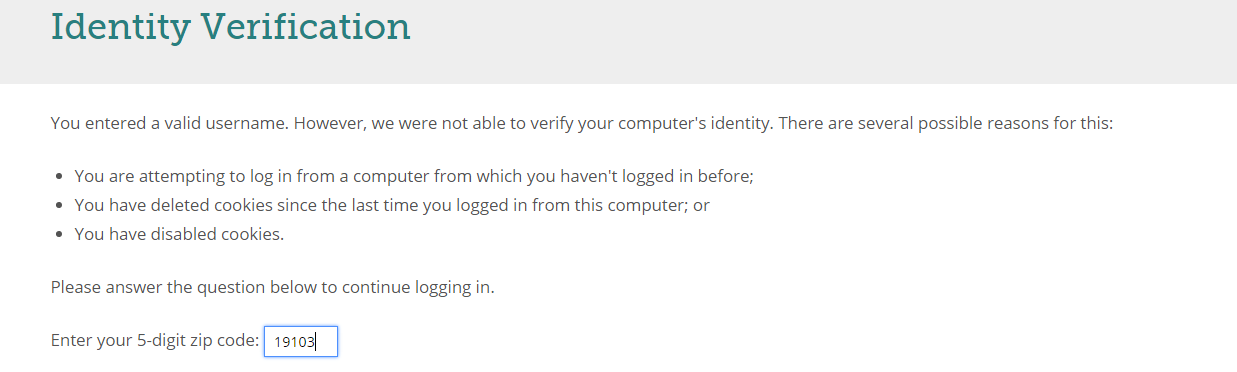 Identity Verification
You entered a valid username. However, we were not able to verify your computer's identity. There are several possible reasons for this:
• You are attempting to log in from a computer from which you haven't logged in before;
• You have deleted cookies since the last time you logged in from this computer; or
• You have disabled cookies.
Please answer the question below to continue logging in.
Enter your 5-digit zip code: 19103